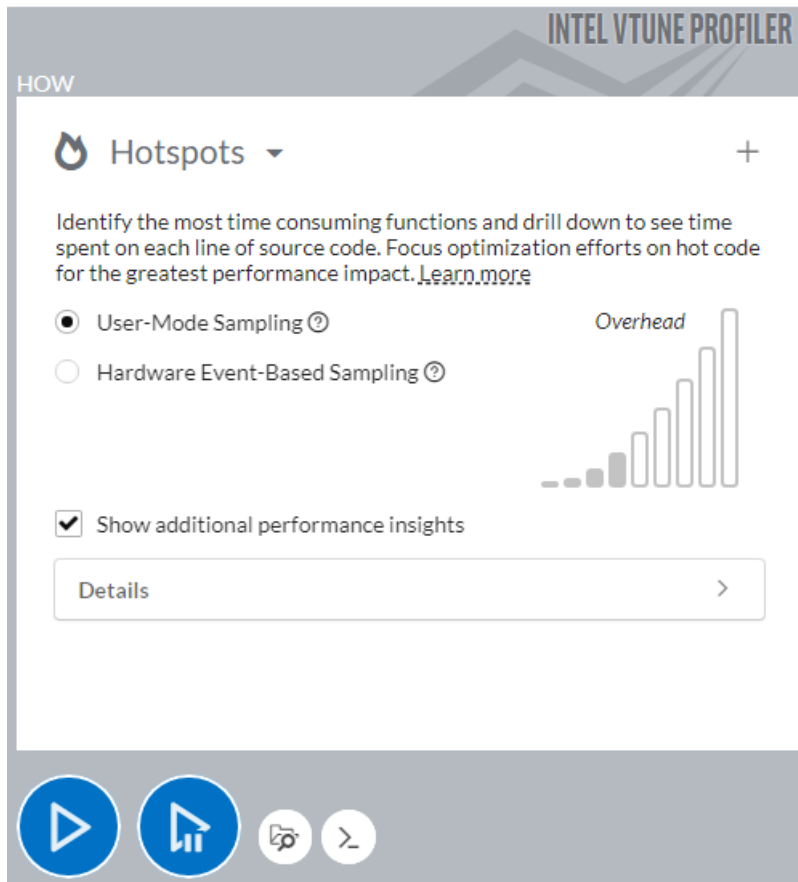 INTEL VTUNE PROFILER
HOW
Hotspots
Identify the most time consuming functions and drill down to see time
spent on each line of source code. Focus optimization efforts on hot code
for the greatest performance impact. Learn more
User-Mode Sampling
Overhead
Hardware Event-Based Sampling
Show additional performance insights
Details